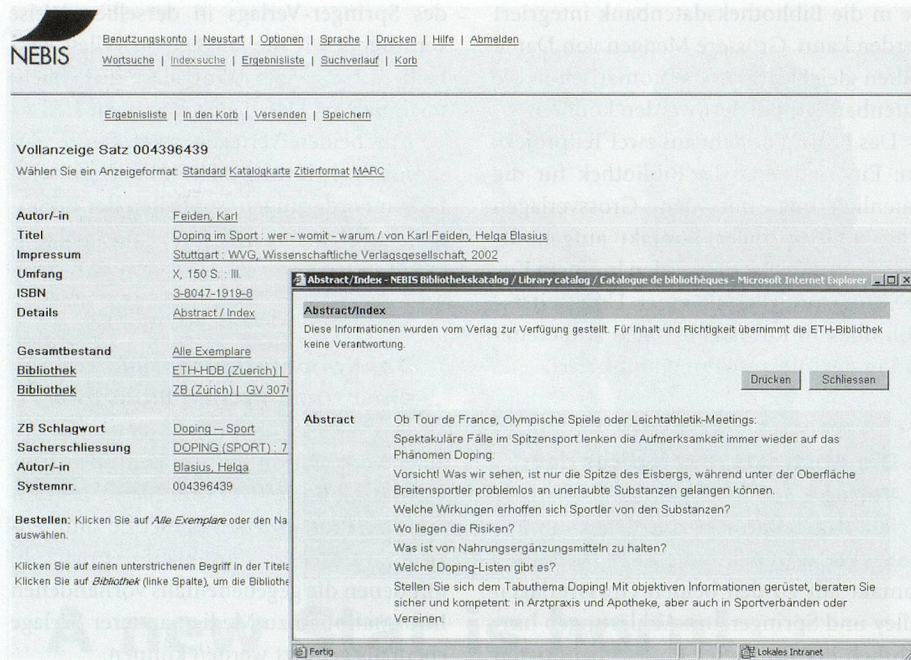 NEBIS
Benutzungskonto | Neustart | Optionen | Sprache | Drucken | Hilfe | Abmelden
Wortsuche | Indexsuche | Ergebnisliste | Suchverlauf | Korb
Ergebnisliste | In den Korb | Versenden | Speichern
Vollanzeige Satz 004396439
Wählen Sie ein Anzeigeformat: Standard Katalogkarte Zitierformat MARC
Autor/-in Feiden, Karl
Titel Doping im Sport : wer - womit - warum / von Karl Feiden, Helga Blasius
Impressum Stuttgart : WVG, Wissenschaftliche Verlagsgesellschaft, 2002
Umfang X, 150 S. : Ill.
ISBN 3-8047-1919-8
Details Abstract / Index
Gesamtbestand Alle Exemplare
Bibliothek ETH-HDB (Zuerich) |
Bibliothek ZB (Zürich) | GV 307
ZB Schlagwort Doping -- Sport
Sacherschliessung DOPING (SPORT) : 7
Autor/-in Blasius, Helga
Systemnr. 004396439
Bestellen: Klicken Sie auf Alle Exemplare oder den Na
auswählen.
Klicken Sie auf einen unterstrichenen Begriff in der Titela
Klicken Sie auf Bibliothek (linke Spalte), um die Bibliothe
Abstract/Index - NEBIS Bibliothekskatalog / Library catalog / Catalogue de bibliothèques - Microsoft Internet Explorer
Abstract/Index
Diese Informationen wurden vom Verlag zur Verfügung gestellt. Für Inhalt und Richtigkeit übernimmt die ETH-Bibliothek
keine Verantwortung.
Drucken Schliessen
Abstract Ob Tour de France, Olympische Spiele oder Leichtathletik-Meetings:
Spektakuläre Fälle im Spitzensport lenken die Aufmerksamkeit immer wieder auf das
Phänomen Doping.
Vorsicht! Was wir sehen, ist nur die Spitze des Eisbergs, während unter der Oberfläche
Breitensportler problemlos an unerlaubte Substanzen gelangen können.
Welche Wirkungen erhoffen sich Sportler von den Substanzen?
Wo liegen die Risiken?
Was ist von Nahrungsergänzungsmitteln zu halten?
Welche Doping-Listen gibt es?
Stellen Sie sich dem Tabuthema Doping! Mit objektiven Informationen gerüstet, beraten Sie
sicher und kompetent: in Arztpraxis und Apotheke, aber auch in Sportverbänden oder
Vereinen.
Fertig Lokales Intranet